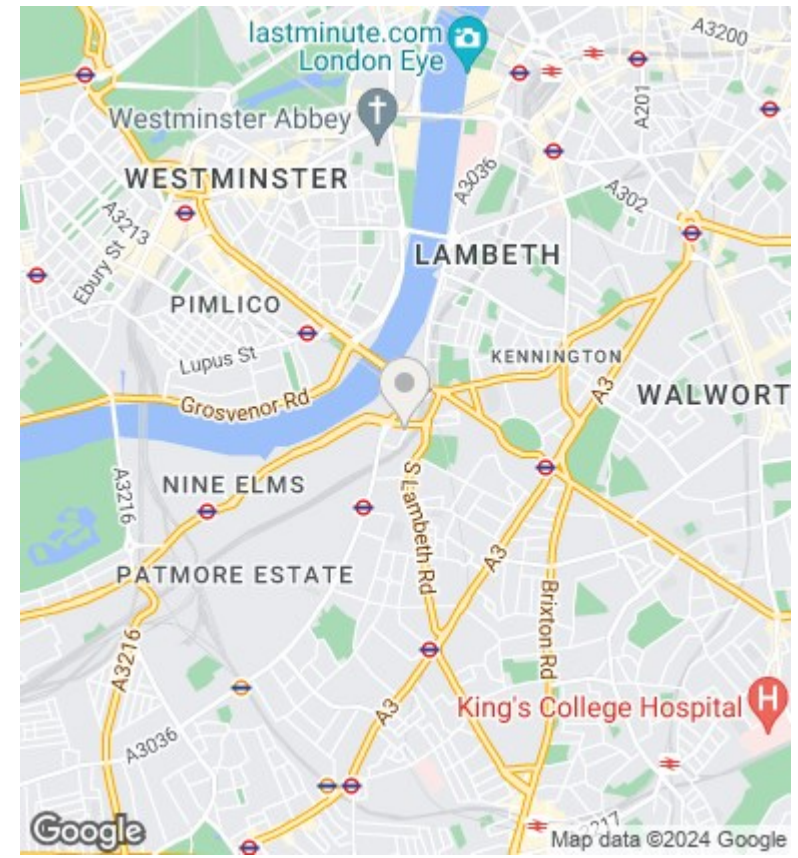 lastminute.com
London Eye
A3200
Westminster Abbey
A201
WESTMINSTER
A3036
A302
A3213
Ebury St
LAMBETH
PIMLICO
Lupus St
KENNINGTON
A3
WALWORT
Grosvenor Rd
A3216
NINE ELMS
S Lambeth Rd
A3
PATMORE ESTATE
Brixton Rd
A3216
King's College Hospital
H
A3
A3036
Google
A2217
Map data ©2024 Google